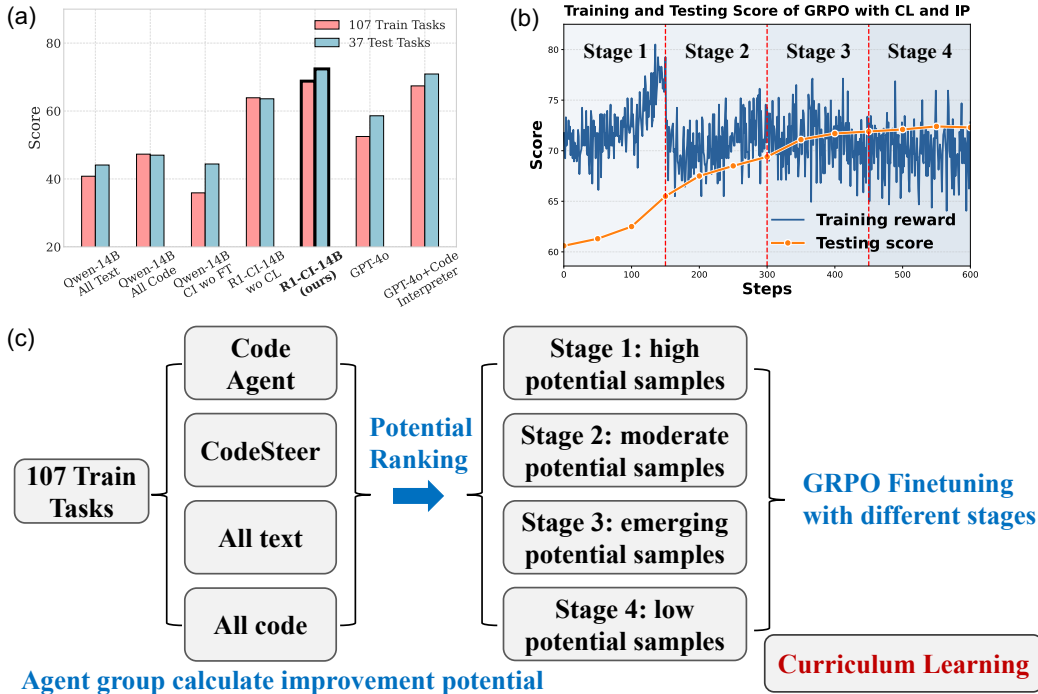 (a)
107 Train Tasks
37 Test Tasks
80
60
40
20
Score
Qwen-14B
All Text
Qwen-14B
All Code
Qwen-14B
CI wo FT
R1-CI-14B
wo CL
R1-CI-14B
(ours)
GPT-4o
GPT-4o+Code
Interpreter
(b)
Training and Testing Score of GRPO with CL and IP
Stage 1
Stage 2
Stage 3
Stage 4
80
75
70
65
60
Score
Training reward
Testing score
0
100
200
300
400
500
600
Steps
(c)
107 Train
Tasks
Code
Agent
CodeSteer
All text
All code
Potential
Ranking
Stage 1: high
potential samples
Stage 2: moderate
potential samples
Stage 3: emerging
potential samples
Stage 4: low
potential samples
GRPO Finetuning
with different stages
Curriculum Learning
Agent group calculate improvement potential